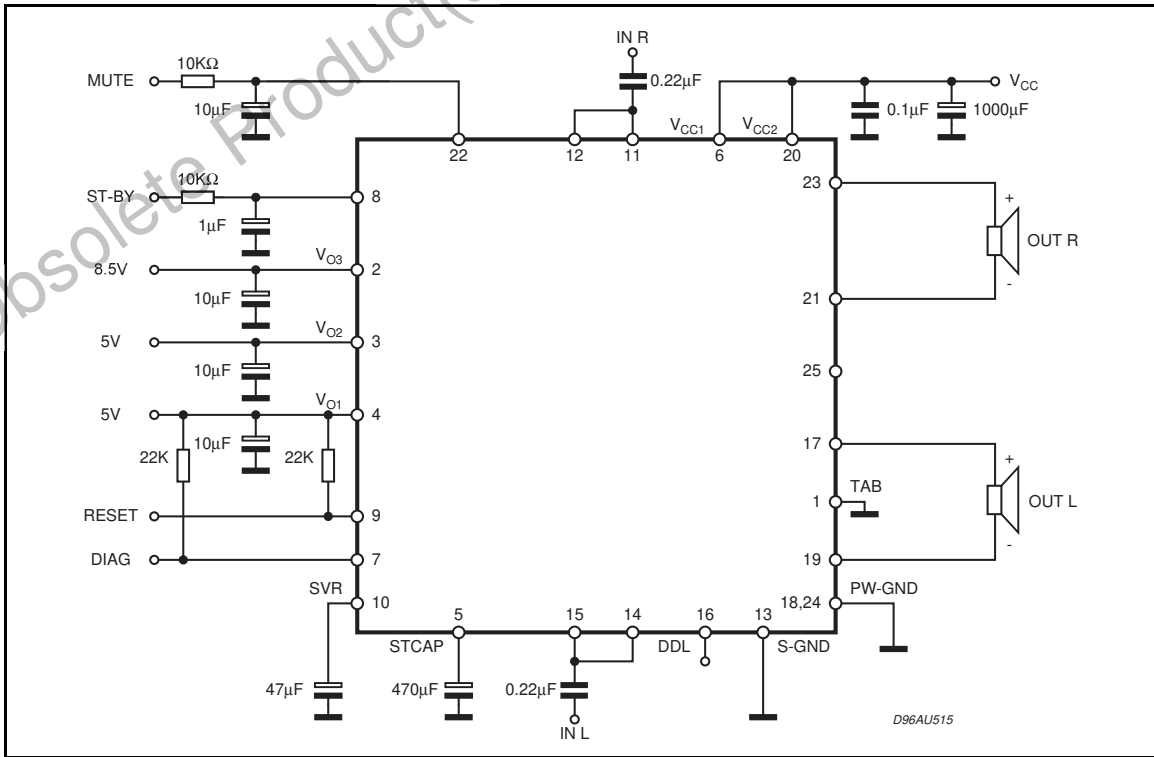 Obsolete Product(
IN R
10KΩ
MUTE
0.22µF
VCC
10µF
0.1µF
1000µF
VCC1
VCC2
22
12
11
6
20
10KΩ
23
ST-BY
8
+
1µF
OUT R
VO3
8.5V
2
-
10µF
21
VO2
5V
3
10µF
25
VO1
5V
4
10µF
17
22K
22K
+
TAB
1
OUT L
RESET
9
DIAG
7
19
-
SVR
10
18,24
PW-GND
5
15
14
16
13
STCAP
DDL
S-GND
47µF
470µF
0.22µF
IN L
D96AU515